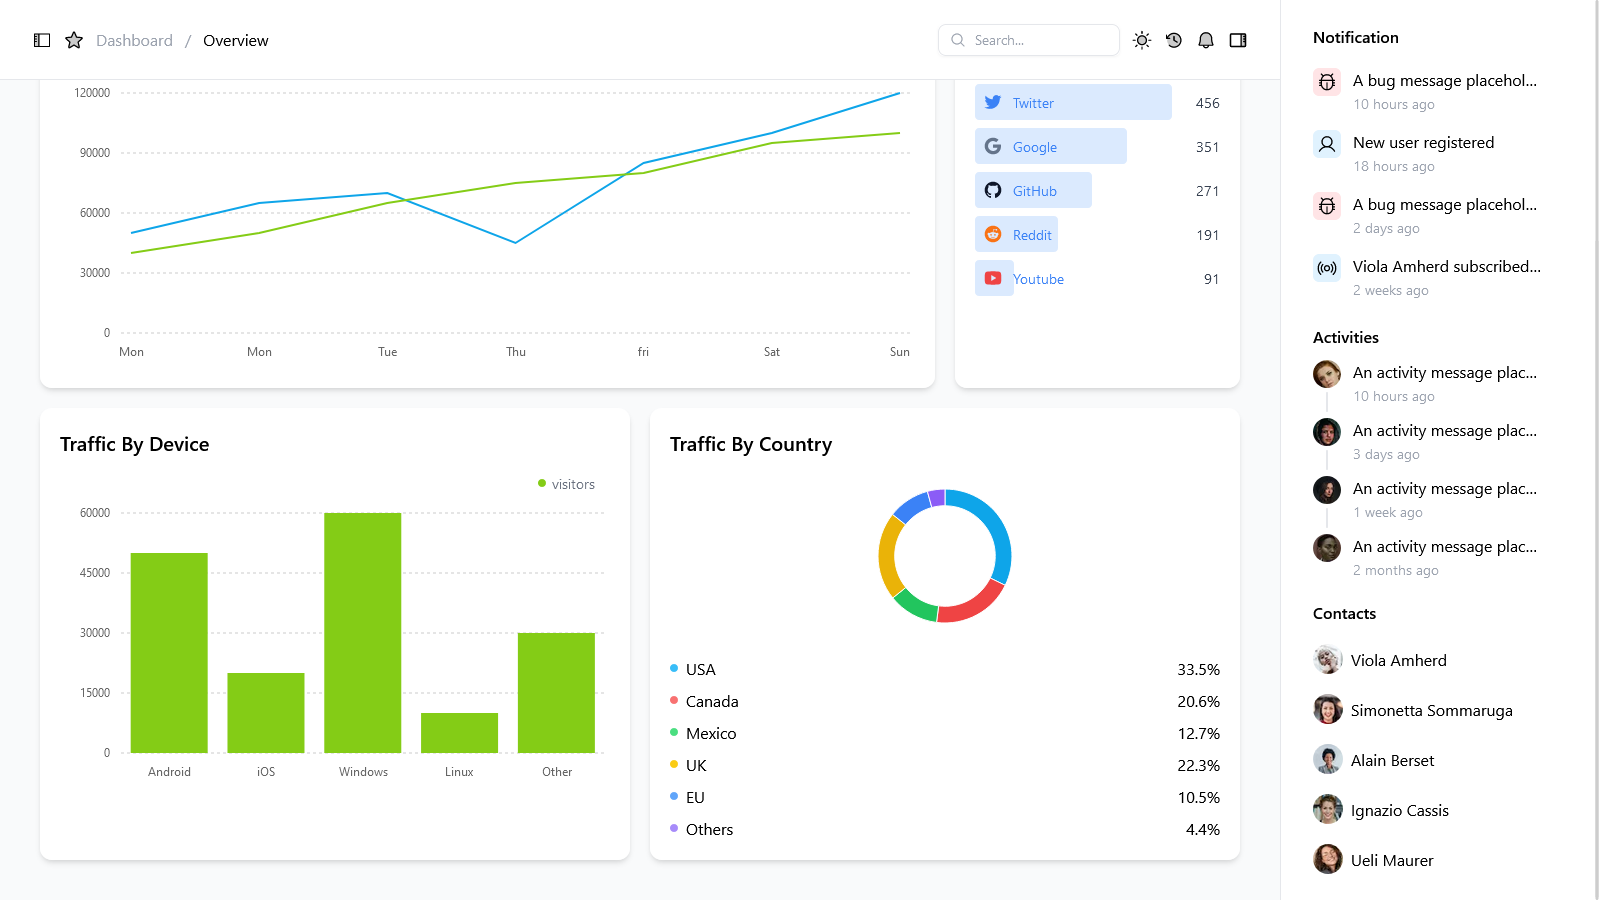 Dashboard / Overview
Search...
120000
90000
60000
30000
0
Mon Mon Tue Thu fri Sat Sun
Twitter 456
Google 351
GitHub 271
Reddit 191
Youtube 91
Traffic By Device
visitors
60000
45000
30000
15000
0
Android iOS Windows Linux Other
Traffic By Country
USA 33.5%
Canada 20.6%
Mexico 12.7%
UK 22.3%
EU 10.5%
Others 4.4%
Notification
A bug message placehol...
10 hours ago
New user registered
18 hours ago
A bug message placehol...
2 days ago
Viola Amherd subscribed...
2 weeks ago
Activities
An activity message plac...
10 hours ago
An activity message plac...
3 days ago
An activity message plac...
1 week ago
An activity message plac...
2 months ago
Contacts
Viola Amherd
Simonetta Sommaruga
Alain Berset
Ignazio Cassis
Ueli Maurer